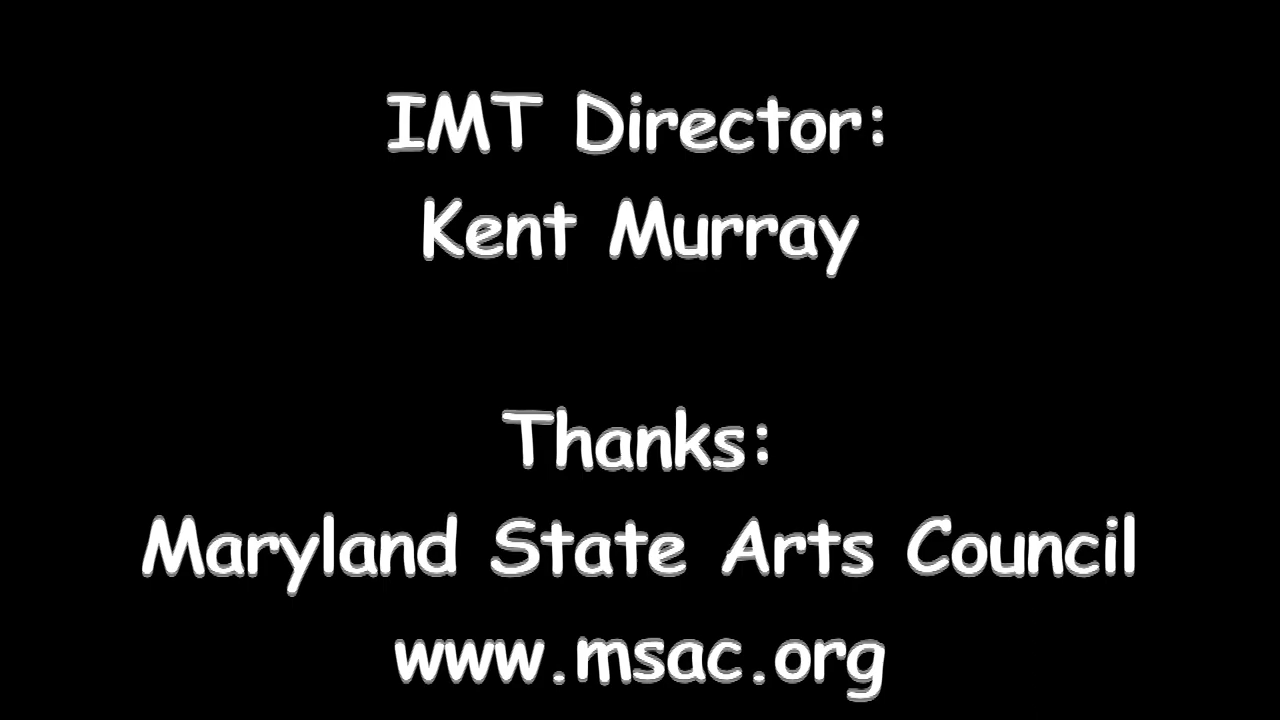 IMT Director:
Kent Murray
Thanks:
Maryland State Arts Council
www.msac.org